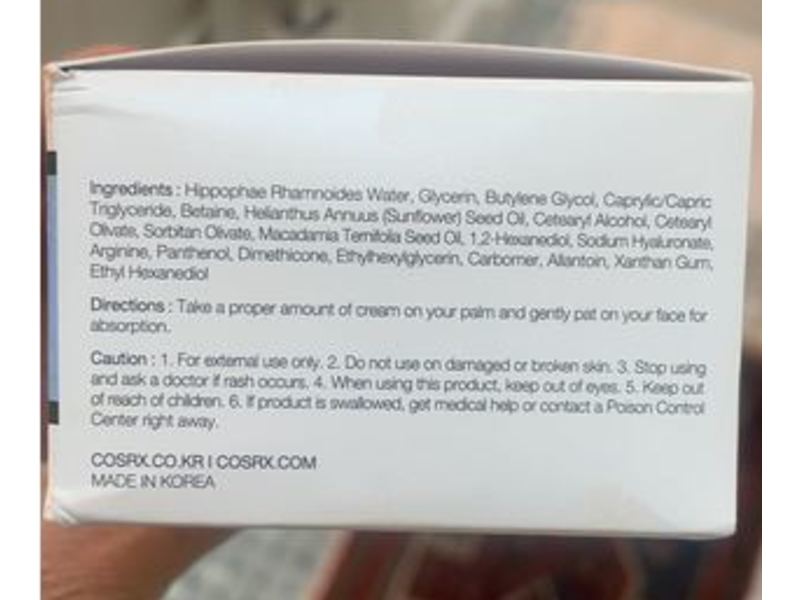 Ingredients : Hippophae Rhamnoides Water, Glycerin, Butylene Glycol, Caprylic/Capric
Triglyceride, Betaine, Helianthus Annuus (Sunflower) Seed Oil, Cetearyl Alcohol, Cetearyl
Olivate, Sorbitan Olivate, Macadamia Ternifolia Seed Oil, 1,2-Hexanediol, Sodium Hyaluronate,
Arginine, Panthenol, Dimethicone, Ethylhexylglycerin, Carbomer, Allantoin, Xanthan Gum,
Ethyl Hexanediol
Directions : Take a proper amount of cream on your palm and gently pat on your face for
absorption.
Caution : 1. For external use only. 2. Do not use on damaged or broken skin. 3. Stop using
and ask a doctor if rash occurs. 4. When using this product, keep out of eyes. 5. Keep out
of reach of children. 6. If product is swallowed, get medical help or contact a Poison Control
Center right away.
COSRX.CO.KR | COSRX.COM
MADE IN KOREA